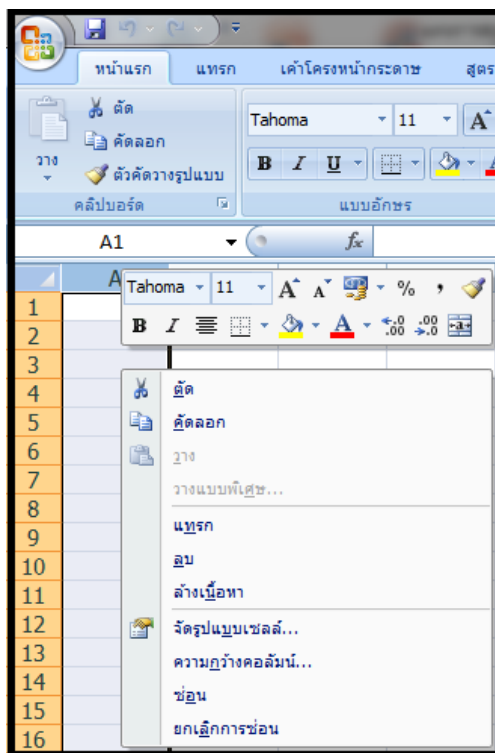 หน้าแรก แทรก เค้าโครงหน้ากระดาษ สูตร
ตัด
คัดลอก
วาง
ตัวคัดวางรูปแบบ
คลิปบอร์ด
Tahoma 11 A
B I U A
แบบอักษร
A1 fx
A
Tahoma 11 A A % ,
B I A .0 .00 .00 .0 a
1
2
3
4
5
6
7
8
9
10
11
12
13
14
15
16
ตัด
คัดลอก
วาง
วางแบบพิเศษ...
แทรก
ลบ
ล้างเนื้อหา
จัดรูปแบบเซลล์...
ความกว้างคอลัมน์...
ซ่อน
ยกเลิกการซ่อน